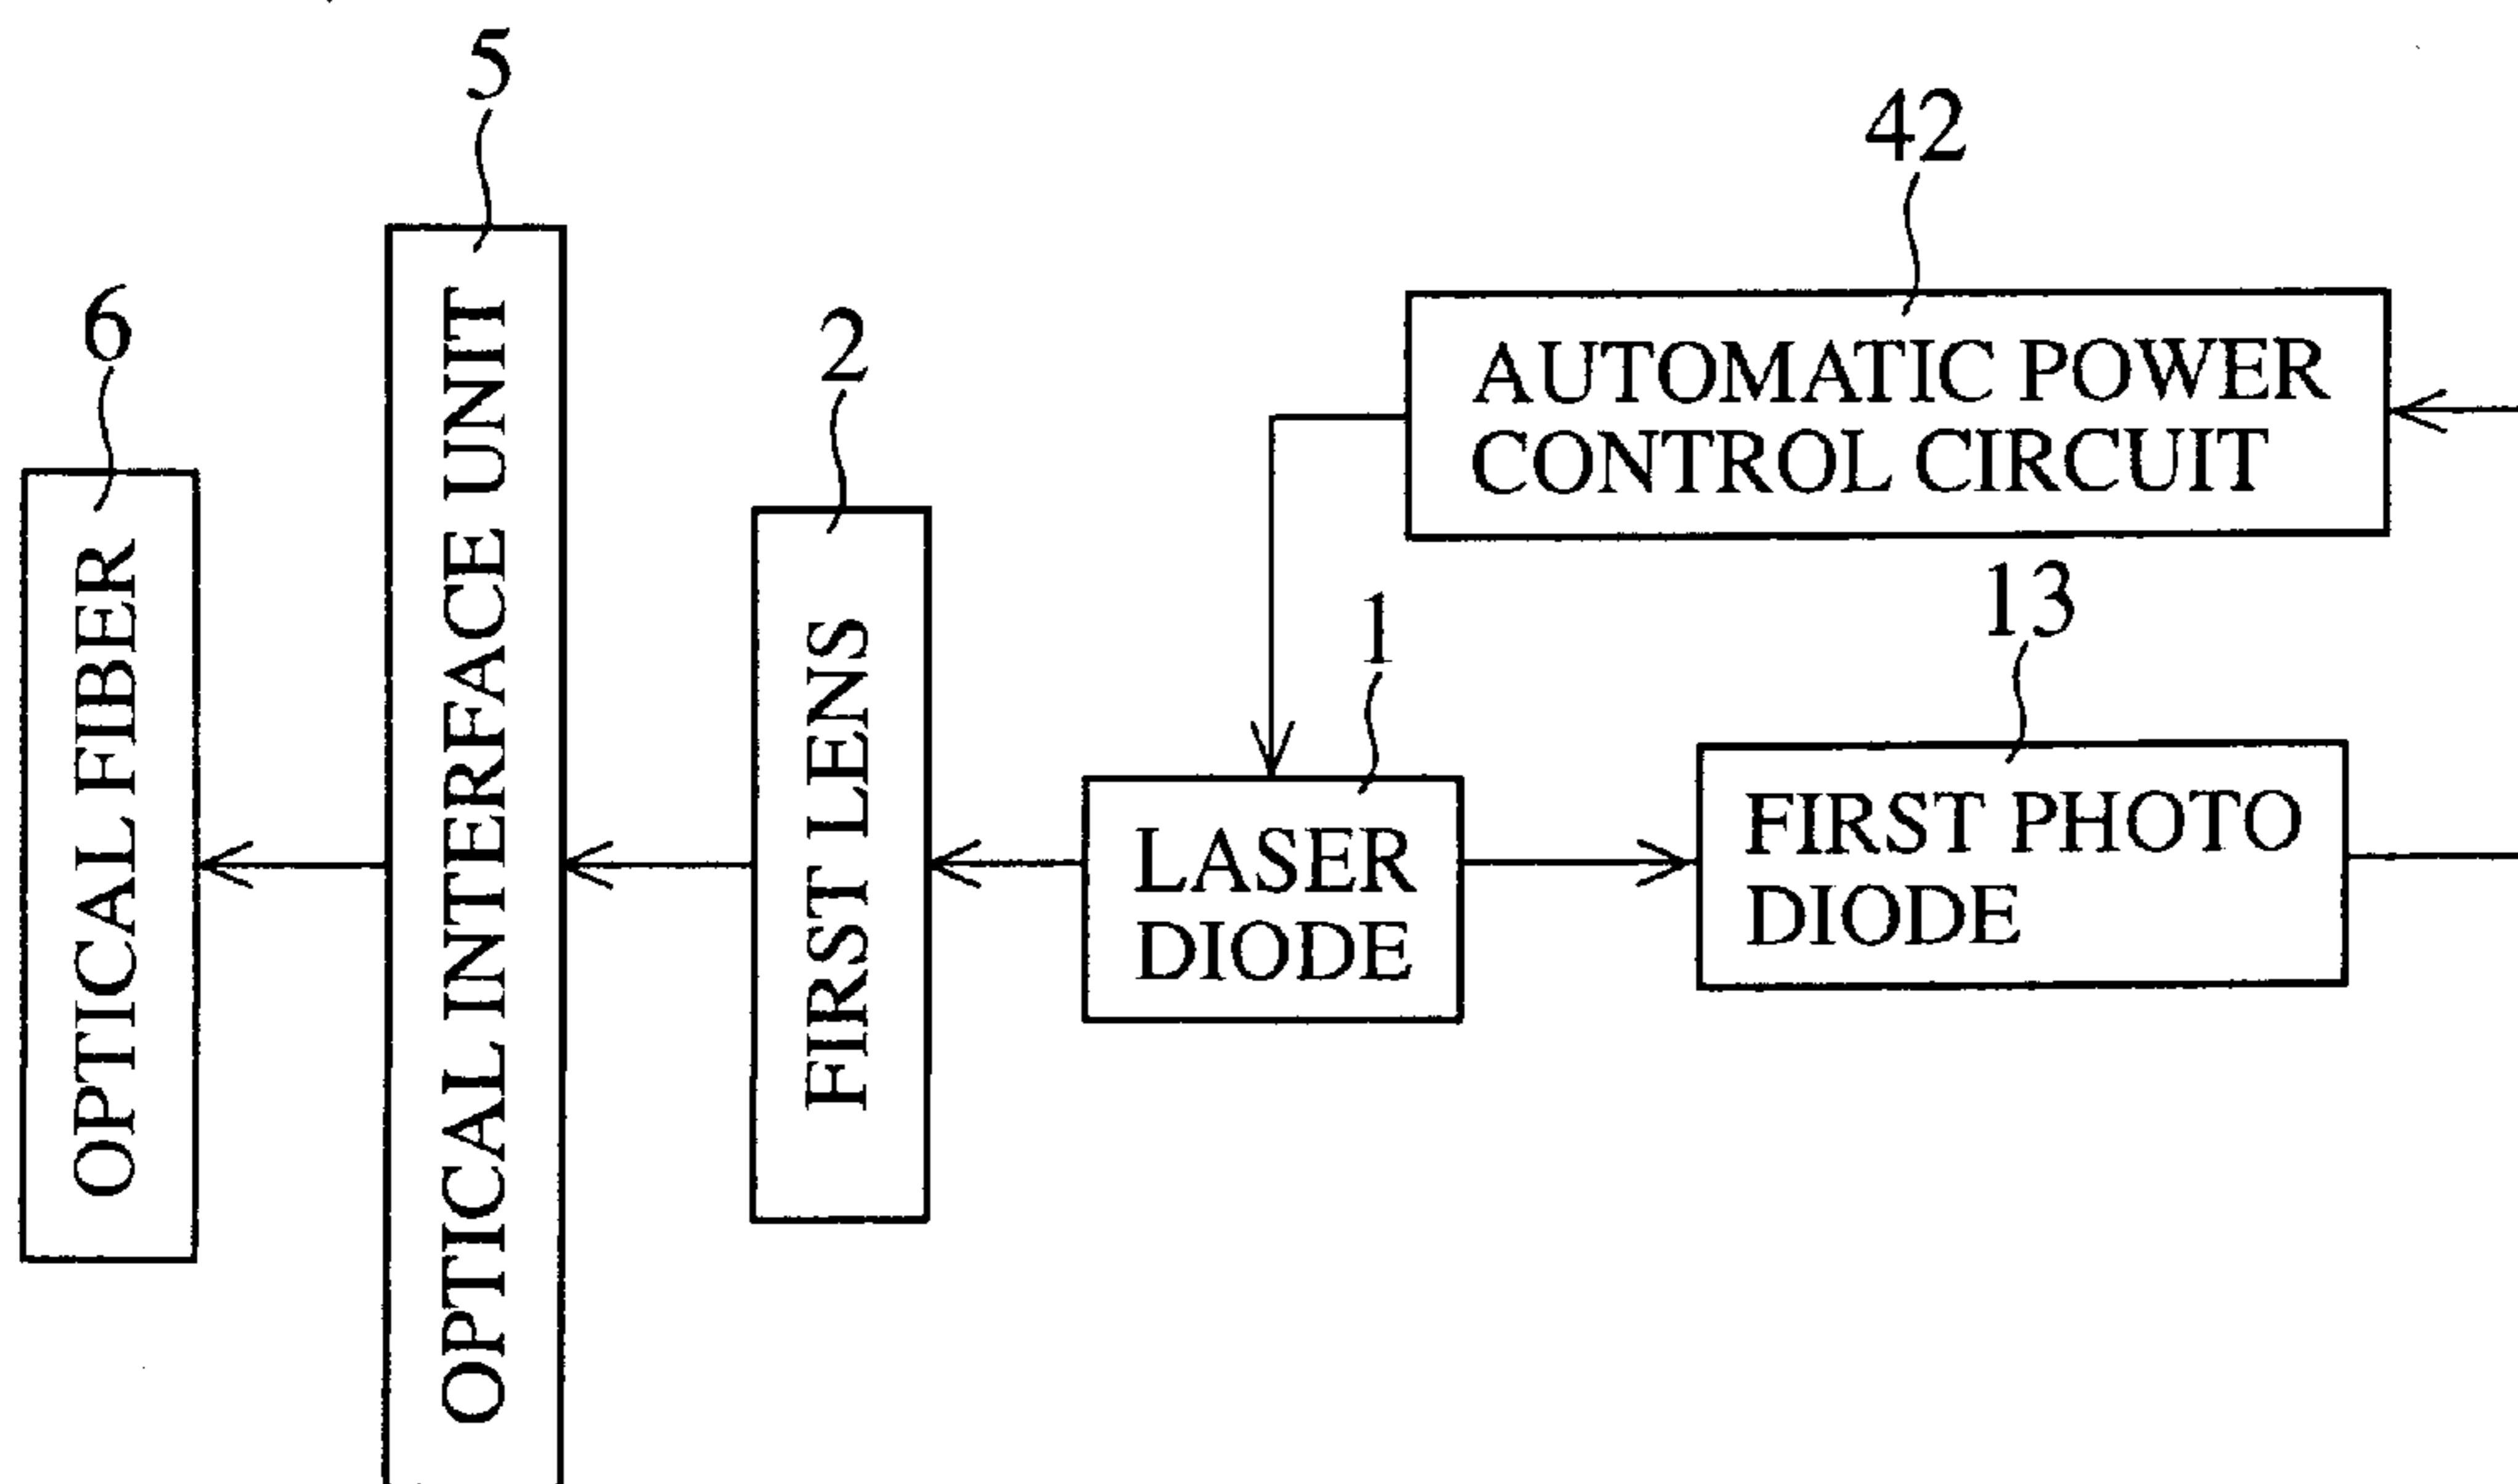 5
42
6
2
AUTOMATIC POWER
CONTROL CIRCUIT
13
1
OPTICAL FIBER
OPTICAL INTERFACE UNIT
FIRST LENS
LASER
DIODE
FIRST PHOTO
DIODE